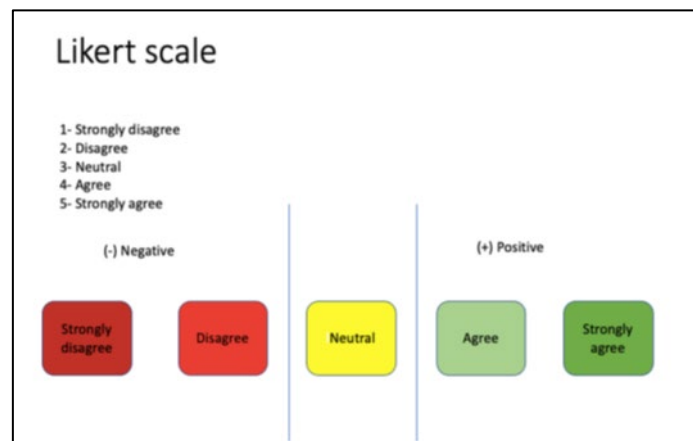 Likert scale
1- Strongly disagree
2- Disagree
3- Neutral
4- Agree
5- Strongly agree
(-) Negative
(+) Positive
Strongly
disagree
Disagree
Neutral
Agree
Strongly
agree